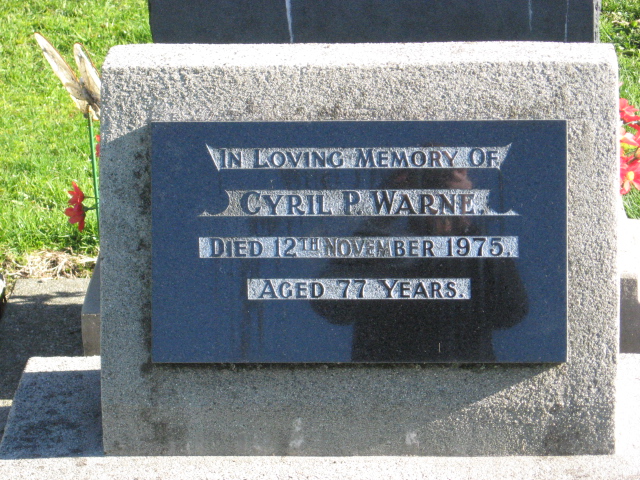 IN LOVING MEMORY OF
CYRIL P. WARNE.
DIED 12TH NOVEMBER 1975,
AGED 77 YEARS.